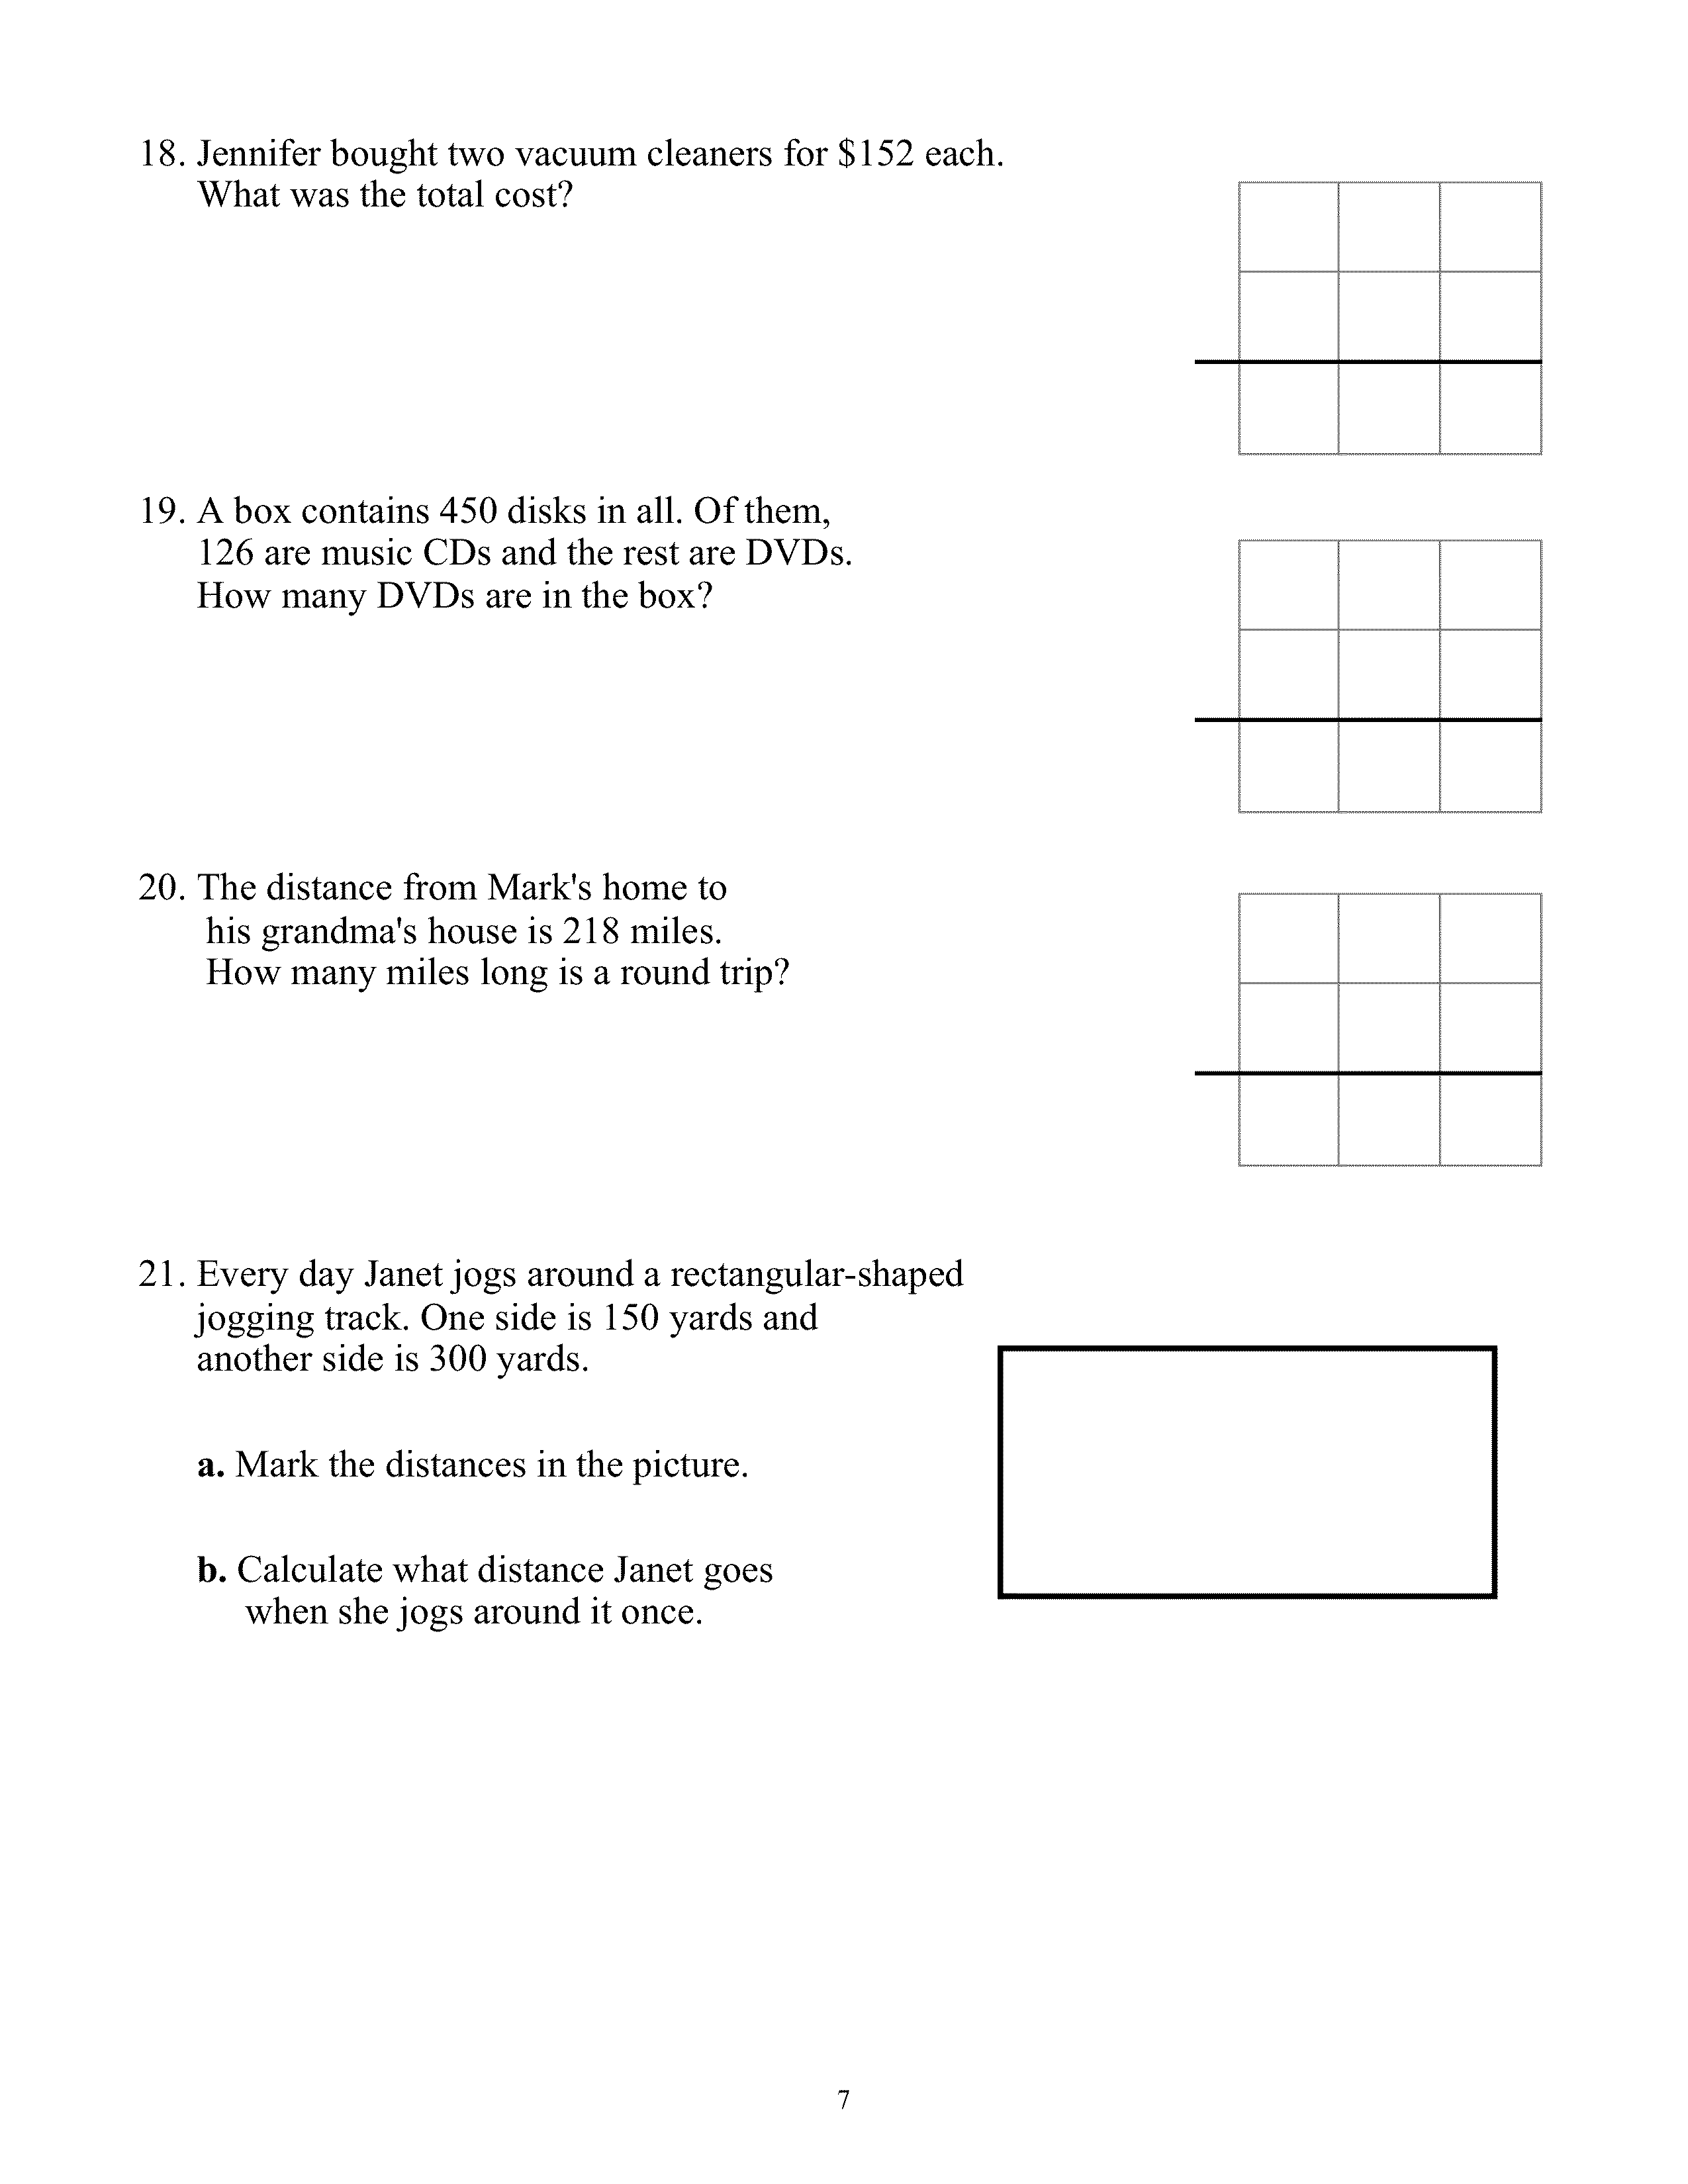 18. Jennifer bought two vacuum cleaners for $152 each.
What was the total cost?
19. A box contains 450 disks in all. Of them,
126 are music CDs and the rest are DVDs.
How many DVDs are in the box?
20. The distance from Mark's home to
his grandma's house is 218 miles.
How many miles long is a round trip?
21. Every day Janet jogs around a rectangular-shaped
jogging track. One side is 150 yards and
another side is 300 yards.
a. Mark the distances in the picture.
b. Calculate what distance Janet goes
when she jogs around it once.
7